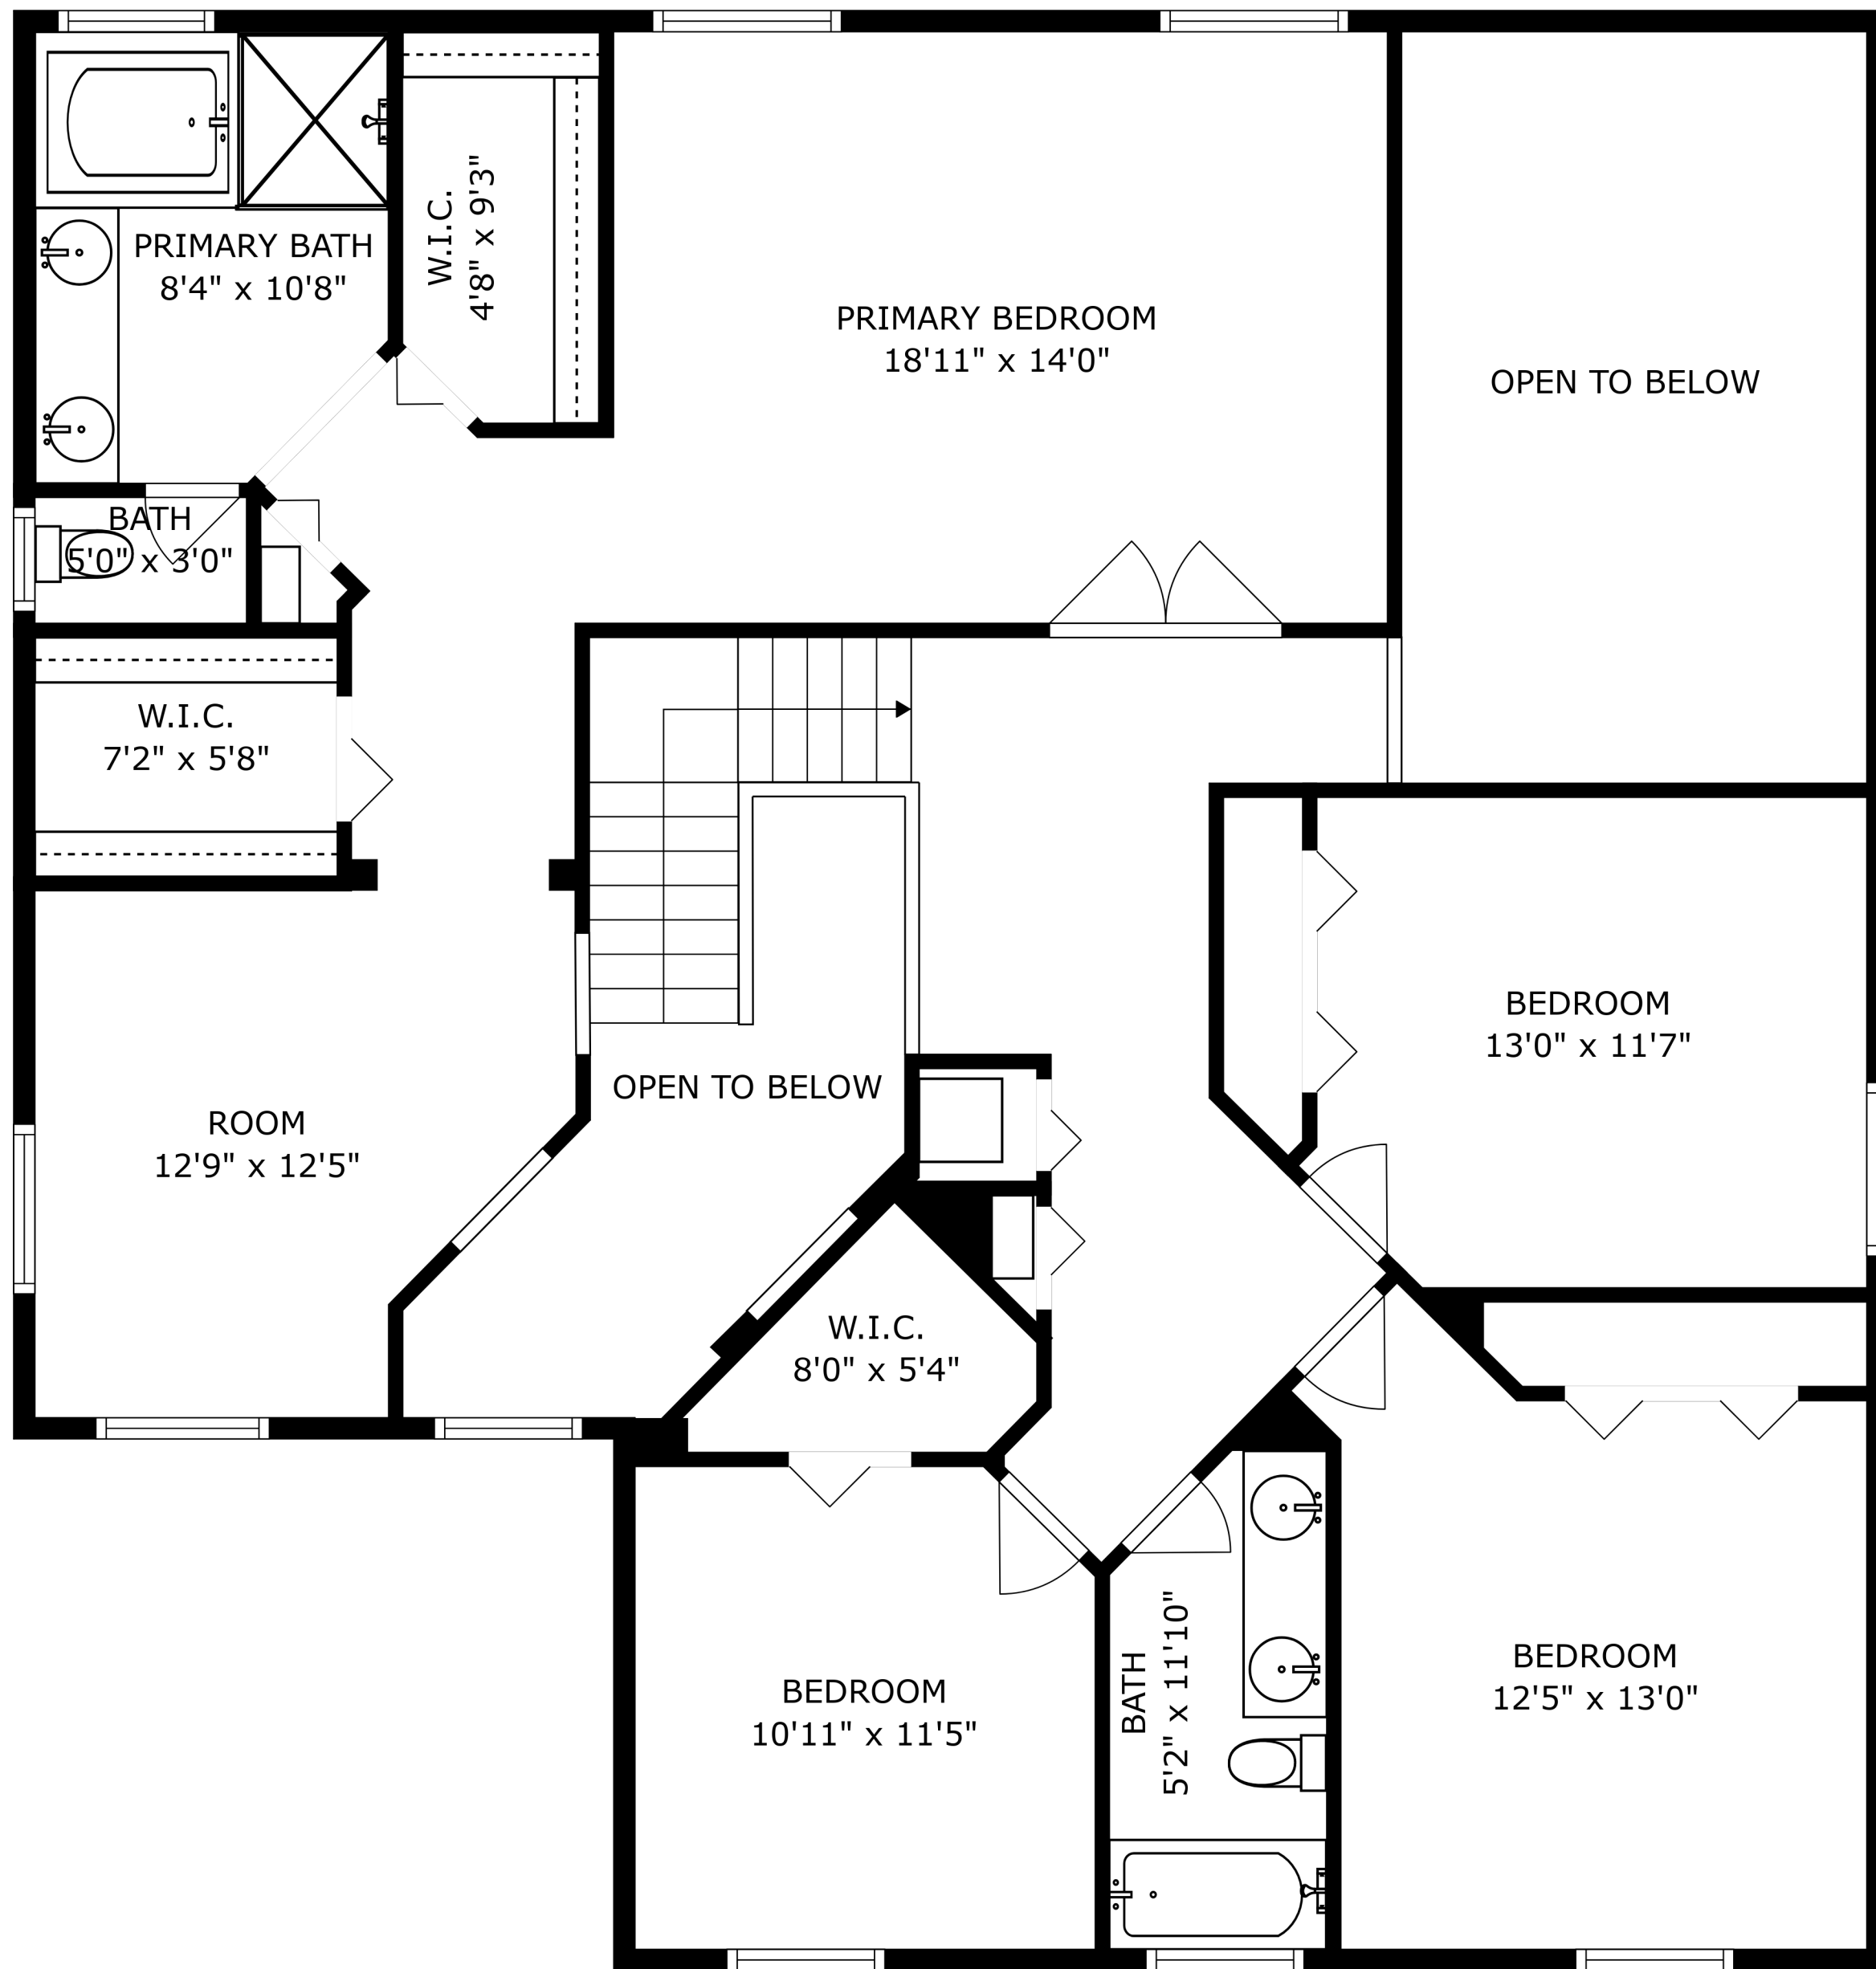 PRIMARY BATH
8'4" x 10'8"
W.I.C.
4'8" x 9'3"
PRIMARY BEDROOM
18'11" x 14'0"
OPEN TO BELOW
BATH
5'0" x 3'0"
W.I.C.
7'2" x 5'8"
BEDROOM
13'0" x 11'7"
OPEN TO BELOW
ROOM
12'9" x 12'5"
W.I.C.
8'0" x 5'4"
BEDROOM
10'11" x 11'5"
BATH
5'2" x 11'10"
BEDROOM
12'5" x 13'0"